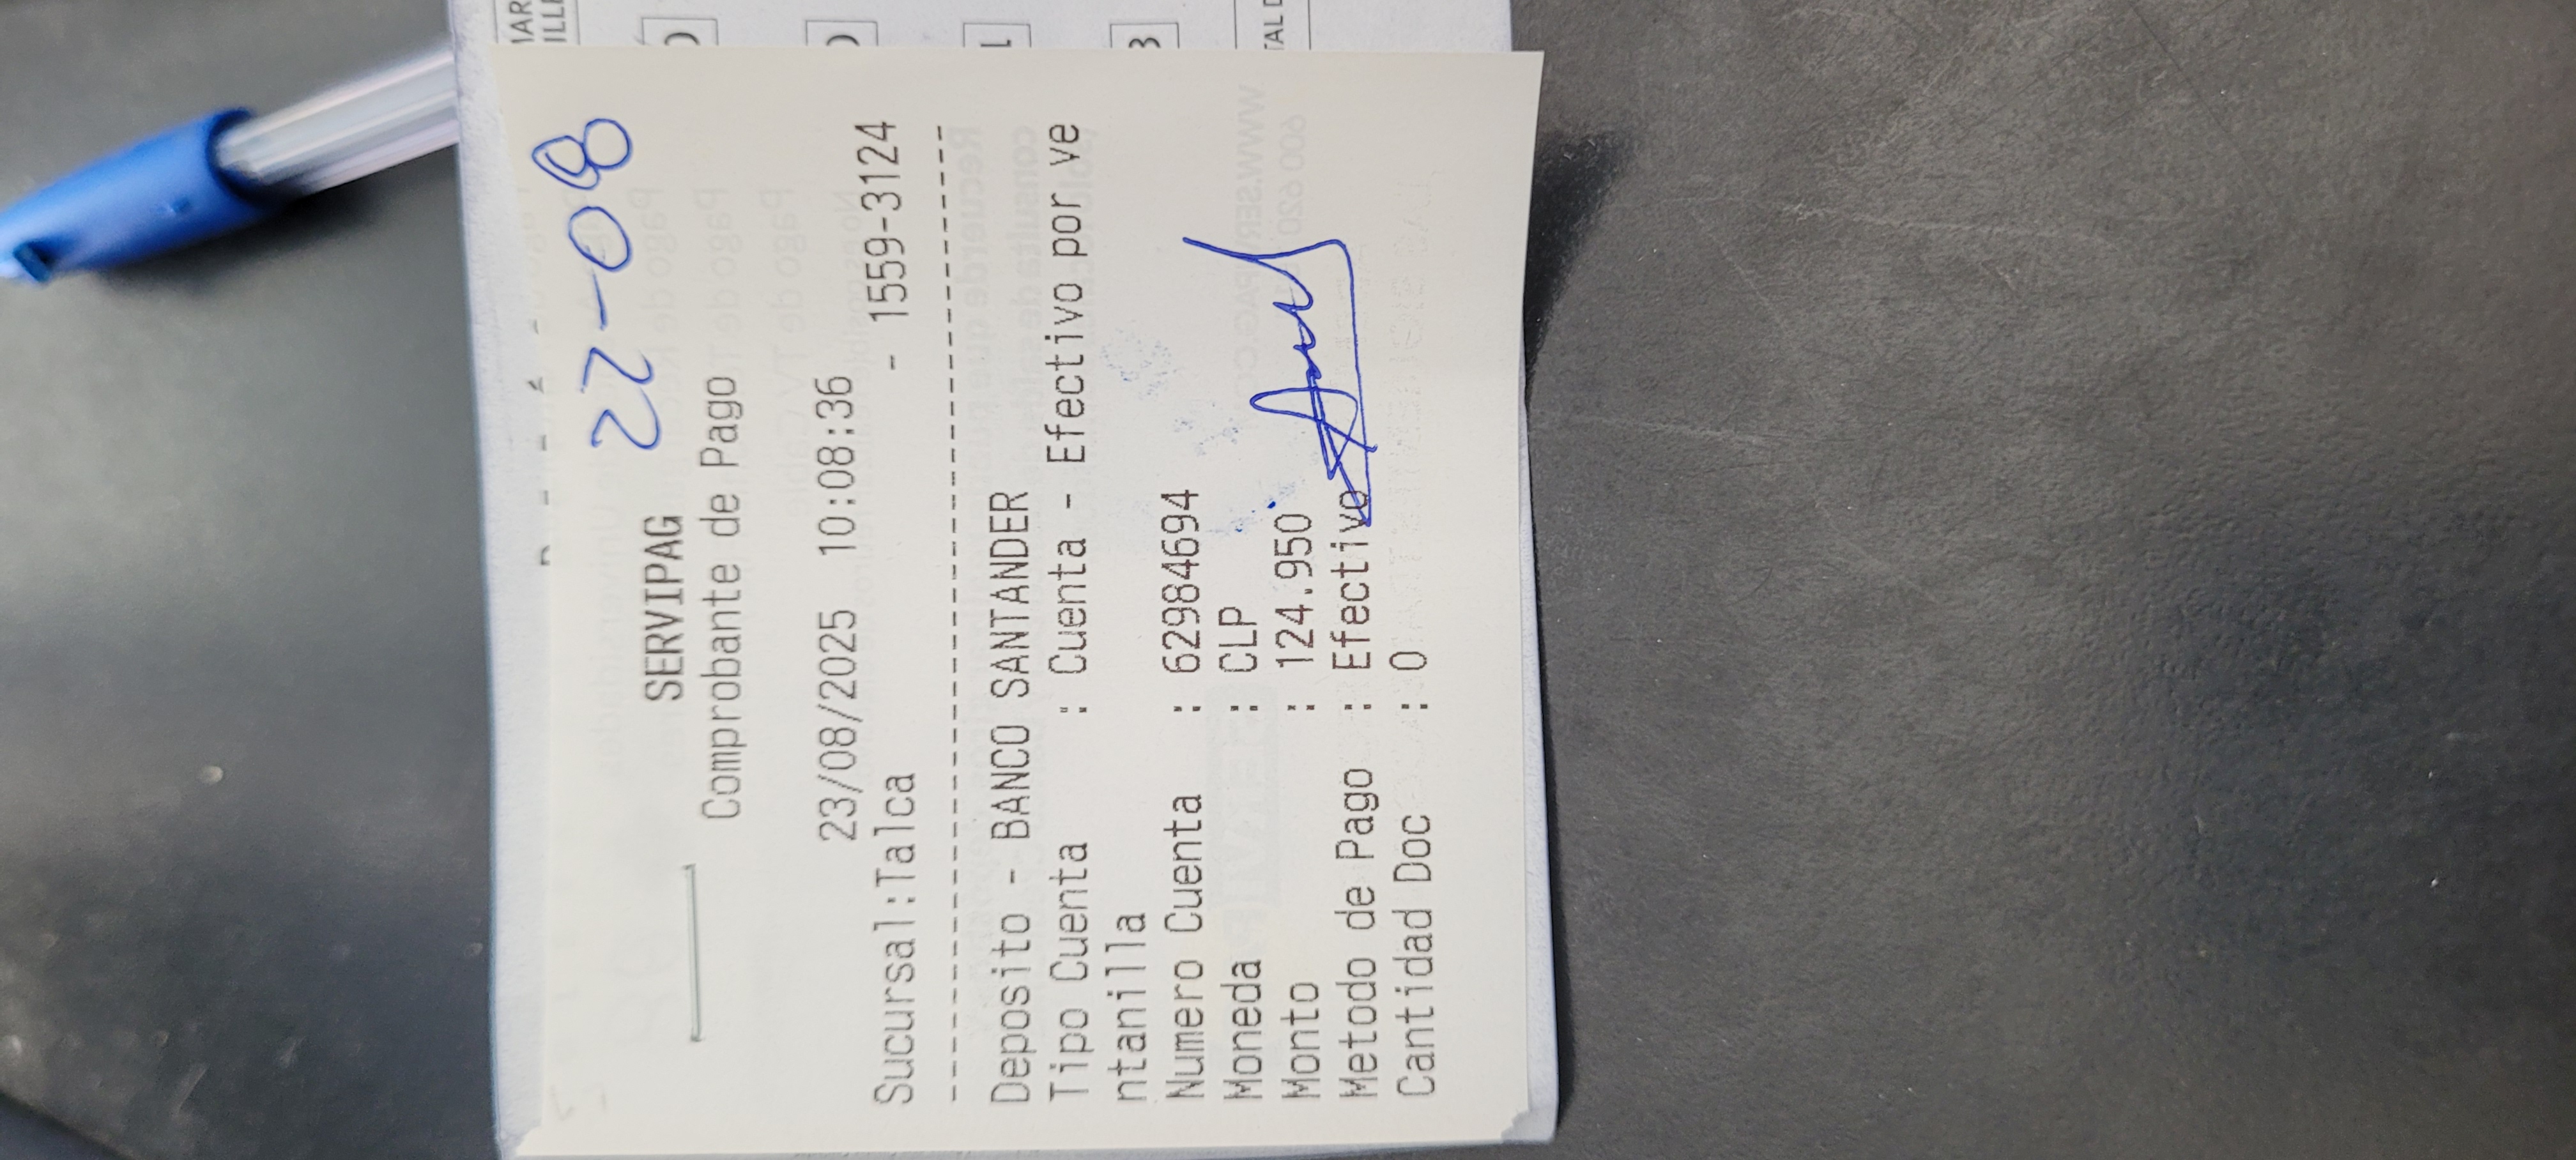 22-08
SERVIPAG
Comprobante de Pago
23/08/2025 10:08:36
Sucursal:Talca - 1559-3124
--------------------------------
Deposito - BANCO SANTANDER
Tipo Cuenta : Cuenta - Efectivo por ve
ntanilla
Numero Cuenta : 62984694
Moneda : CLP
Monto : 124.950
Metodo de Pago : Efectivo
Cantidad Doc : 0